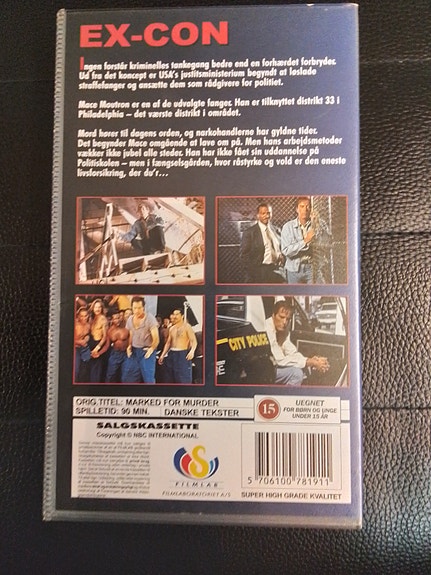 EX-CON
Ingen forstår kriminelles tankegang bedre end en forhærdet forbryder.
Ud fra det koncept er USA's justitsministerium begyndt at løslade
straffefanger og ansætte dem som rådgivere for politiet.
Mace Moutron er en af de udvalgte fanger. Han er tilknyttet distrikt 33 i
Philadelphia – det værste distrikt i området.
Mord hører til dagens orden, og narkohandlerne har gyldne tider.
Det begynder Mace omgående at lave om på. Men hans arbejdsmetoder
vækker ikke jubel alle steder. Han har ikke fået sin uddannelse på
Politiskolen – men i fængselsgården, hvor råstyrke og vold er den eneste
livsforsikring, der du'r...
CITY POLICE
ORIG.TITEL: MARKED FOR MURDER
SPILLETID: 90 MIN. DANSKE TEKSTER
15
UEGNET
FOR BØRN OG UNGE
UNDER 15 ÅR
SALGSKASSETTE
Copyright © NBC INTERNATIONAL
FILMLAB
FILMLABORATORIET A/S
5 706100 781911
SUPER HIGH GRADE KVALITET